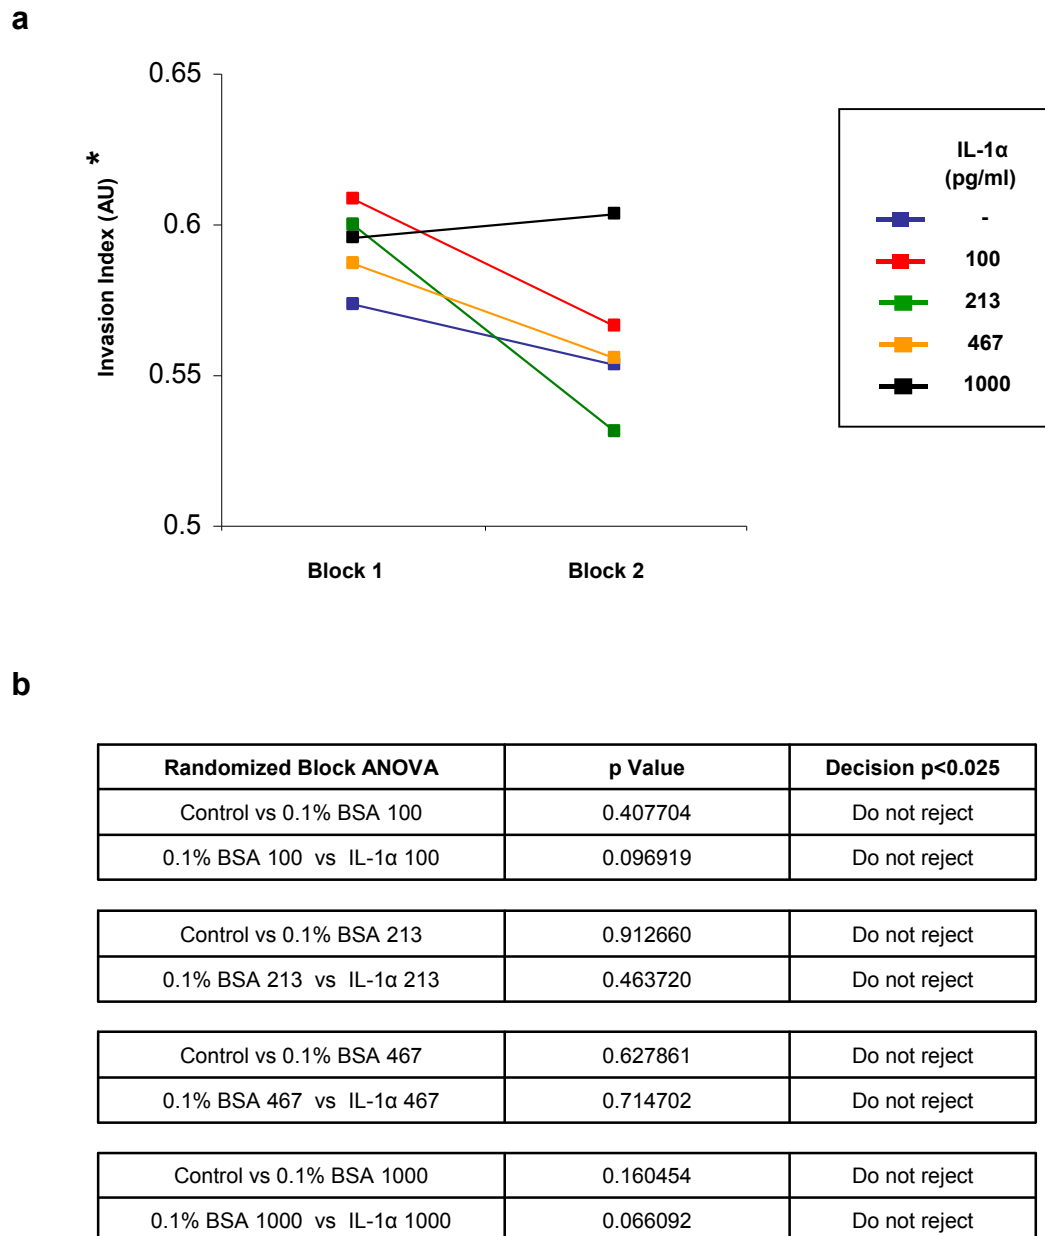 a
0.65
0.6
0.55
0.5
Invasion Index (AU) *
Block 1 Block 2
IL-1α
(pg/ml)
-
100
213
467
1000
b
Randomized Block ANOVA p Value Decision p<0.025
Control vs 0.1% BSA 100 0.407704 Do not reject
0.1% BSA 100 vs IL-1α 100 0.096919 Do not reject
Control vs 0.1% BSA 213 0.912660 Do not reject
0.1% BSA 213 vs IL-1α 213 0.463720 Do not reject
Control vs 0.1% BSA 467 0.627861 Do not reject
0.1% BSA 467 vs IL-1α 467 0.714702 Do not reject
Control vs 0.1% BSA 1000 0.160454 Do not reject
0.1% BSA 1000 vs IL-1α 1000 0.066092 Do not reject